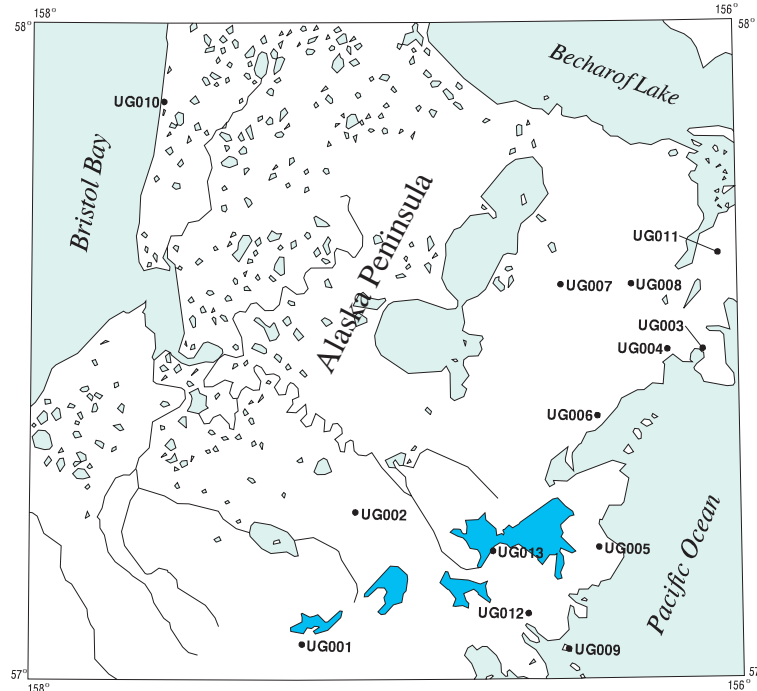 158°
156°
58°
58°
Becharof Lake
UG010
Bristol Bay
Alaska Peninsula
UG011
UG007
UG008
UG003
UG004
UG006
UG002
UG013
UG005
Pacific Ocean
UG012
UG001
UG009
57°
57
158°
156°